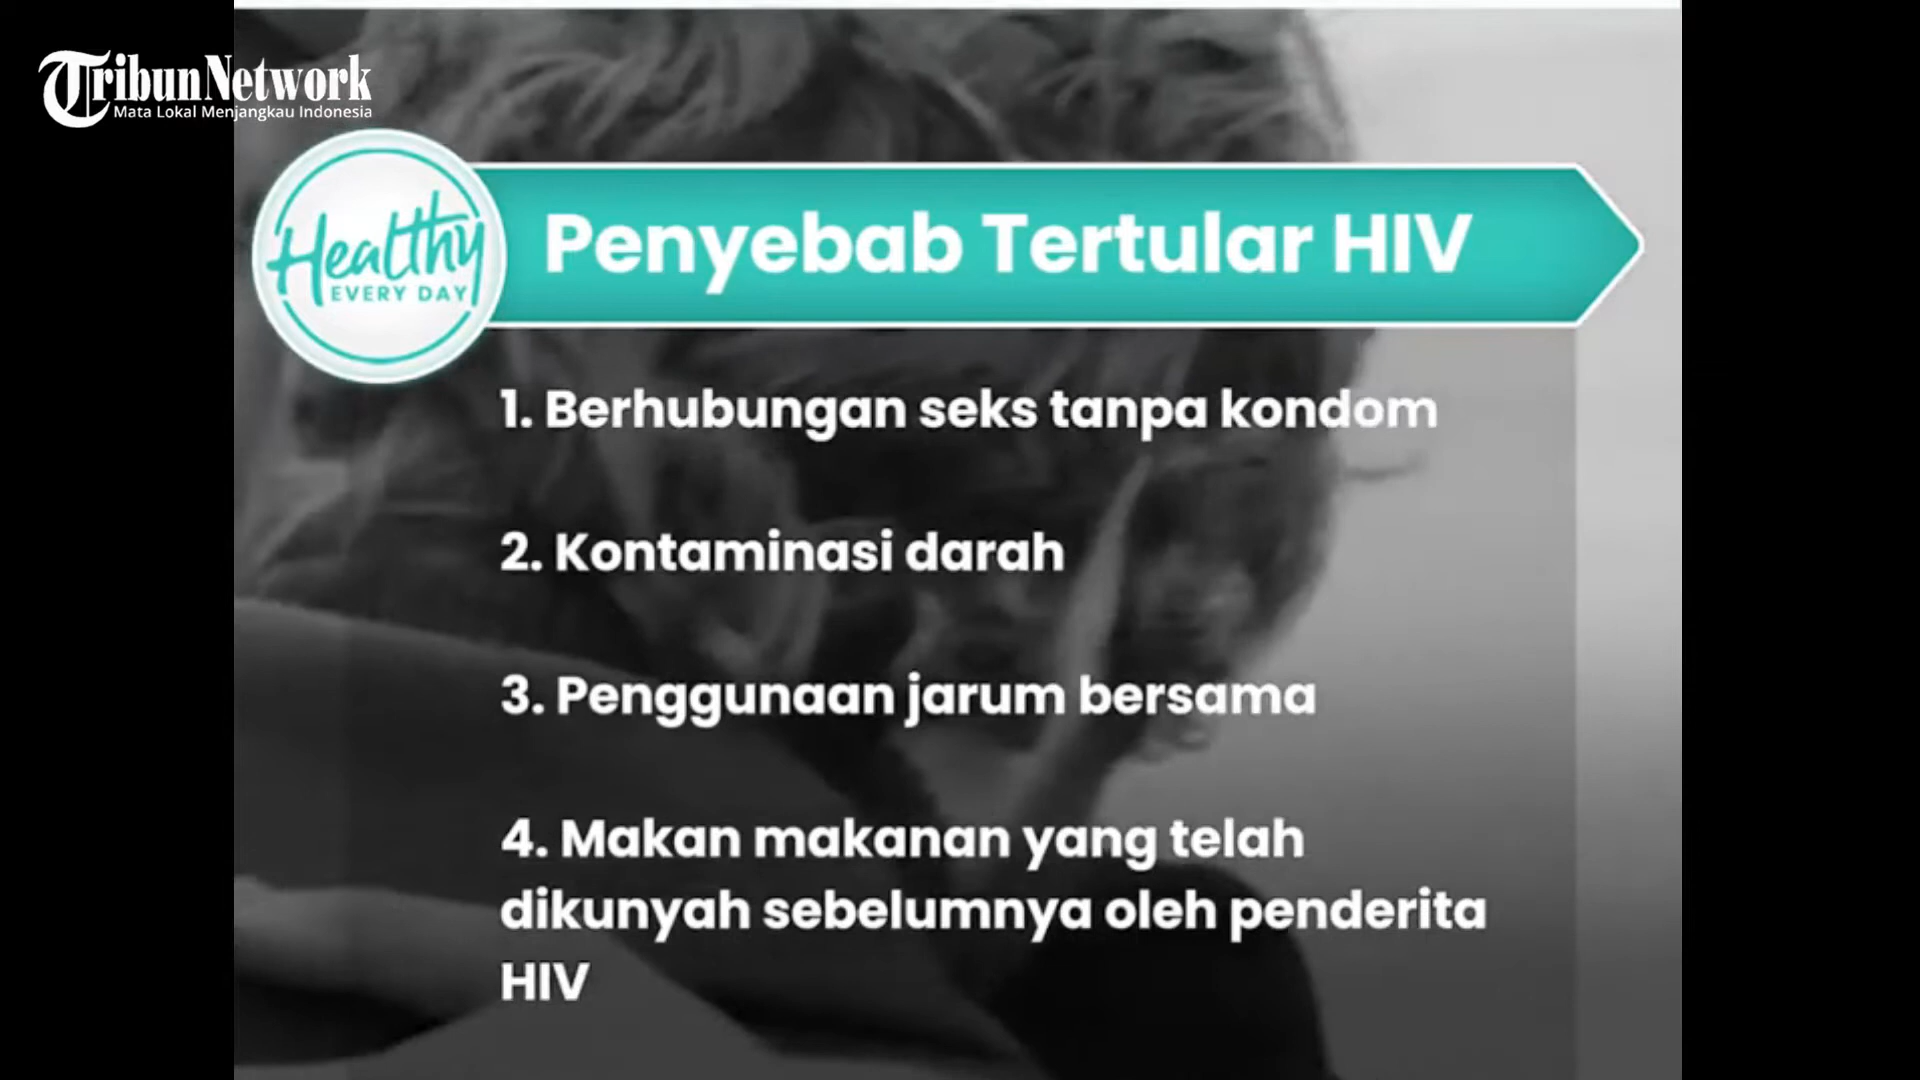 TribunNetwork
Mata Lokal Menjangkau Indonesia
Healthy
EVERY DAY
Penyebab Tertular HIV
1. Berhubungan seks tanpa kondom
2. Kontaminasi darah
3. Penggunaan jarum bersama
4. Makan makanan yang telah
dikunyah sebelumnya oleh penderita
HIV